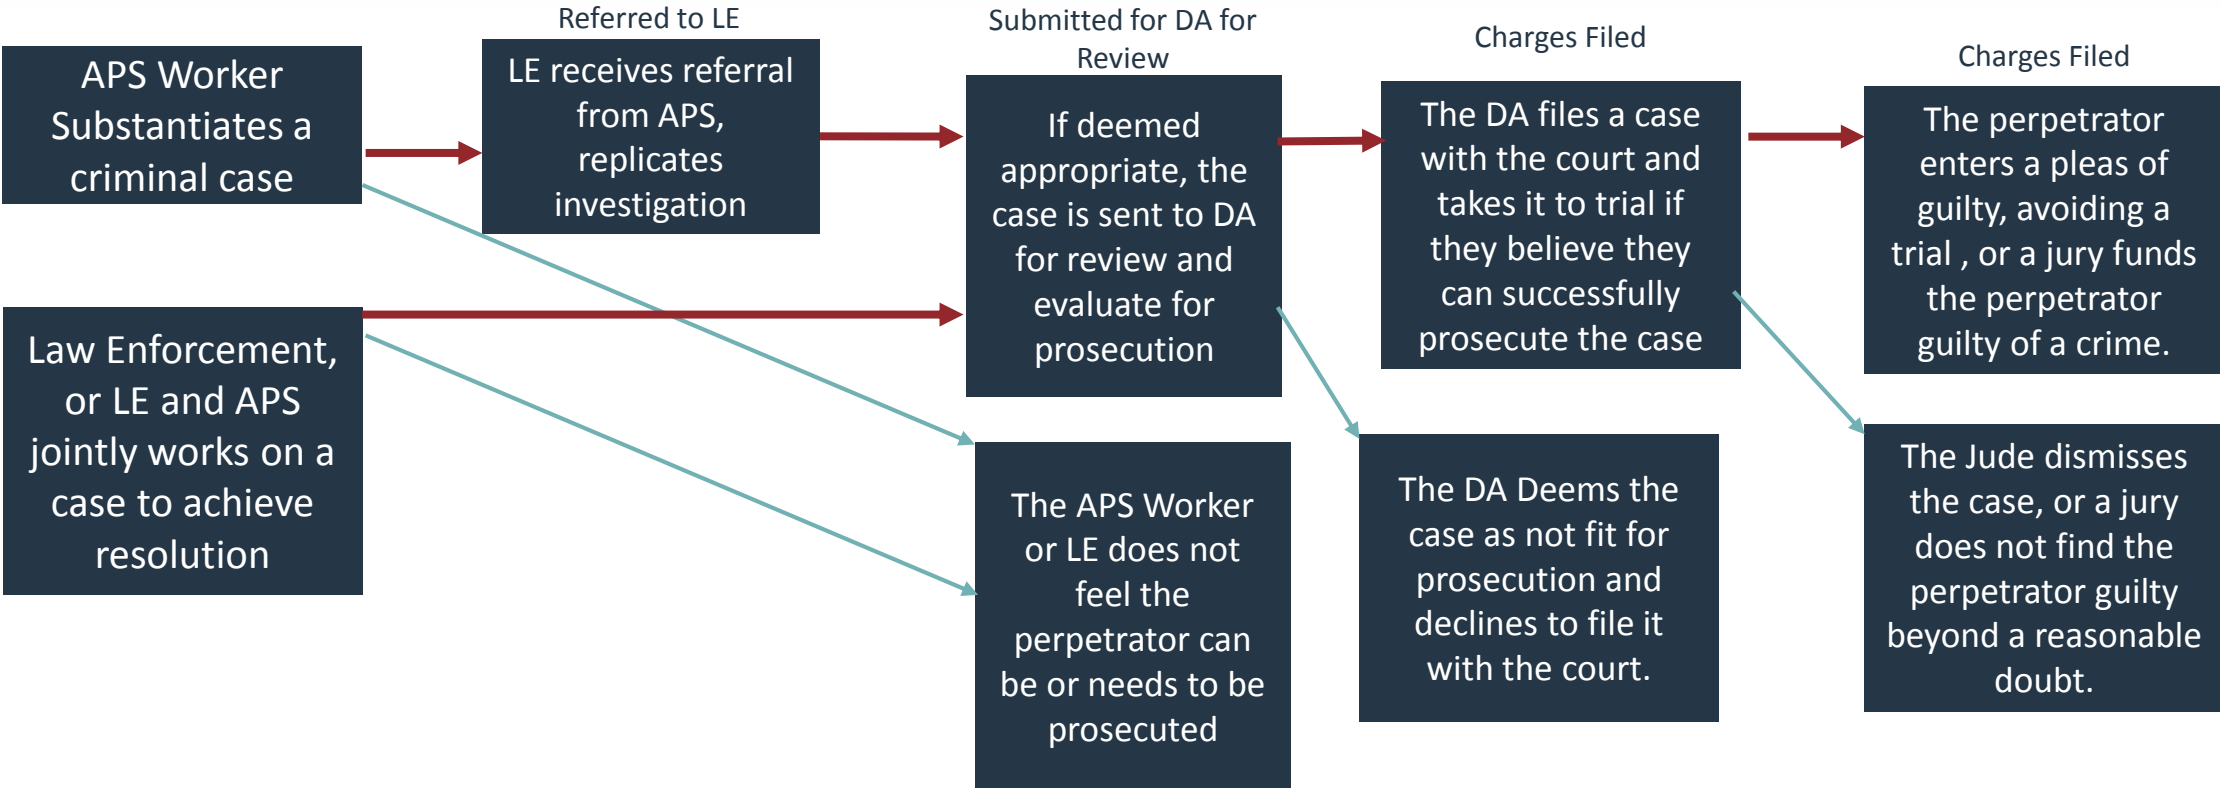 Referred to LE
Submitted for DA for
Review
Charges Filed
Charges Filed
APS Worker
Substantiates a
criminal case
LE receives referral
from APS,
replicates
investigation
If deemed
appropriate, the
case is sent to DA
for review and
evaluate for
prosecution
The DA files a case
with the court and
takes it to trial if
they believe they
can successfully
prosecute the case
The perpetrator
enters a pleas of
guilty, avoiding a
trial , or a jury funds
the perpetrator
guilty of a crime.
Law Enforcement,
or LE and APS
jointly works on a
case to achieve
resolution
The APS Worker
or LE does not
feel the
perpetrator can
be or needs to be
prosecuted
The DA Deems the
case as not fit for
prosecution and
declines to file it
with the court.
The Jude dismisses
the case, or a jury
does not find the
perpetrator guilty
beyond a reasonable
doubt.